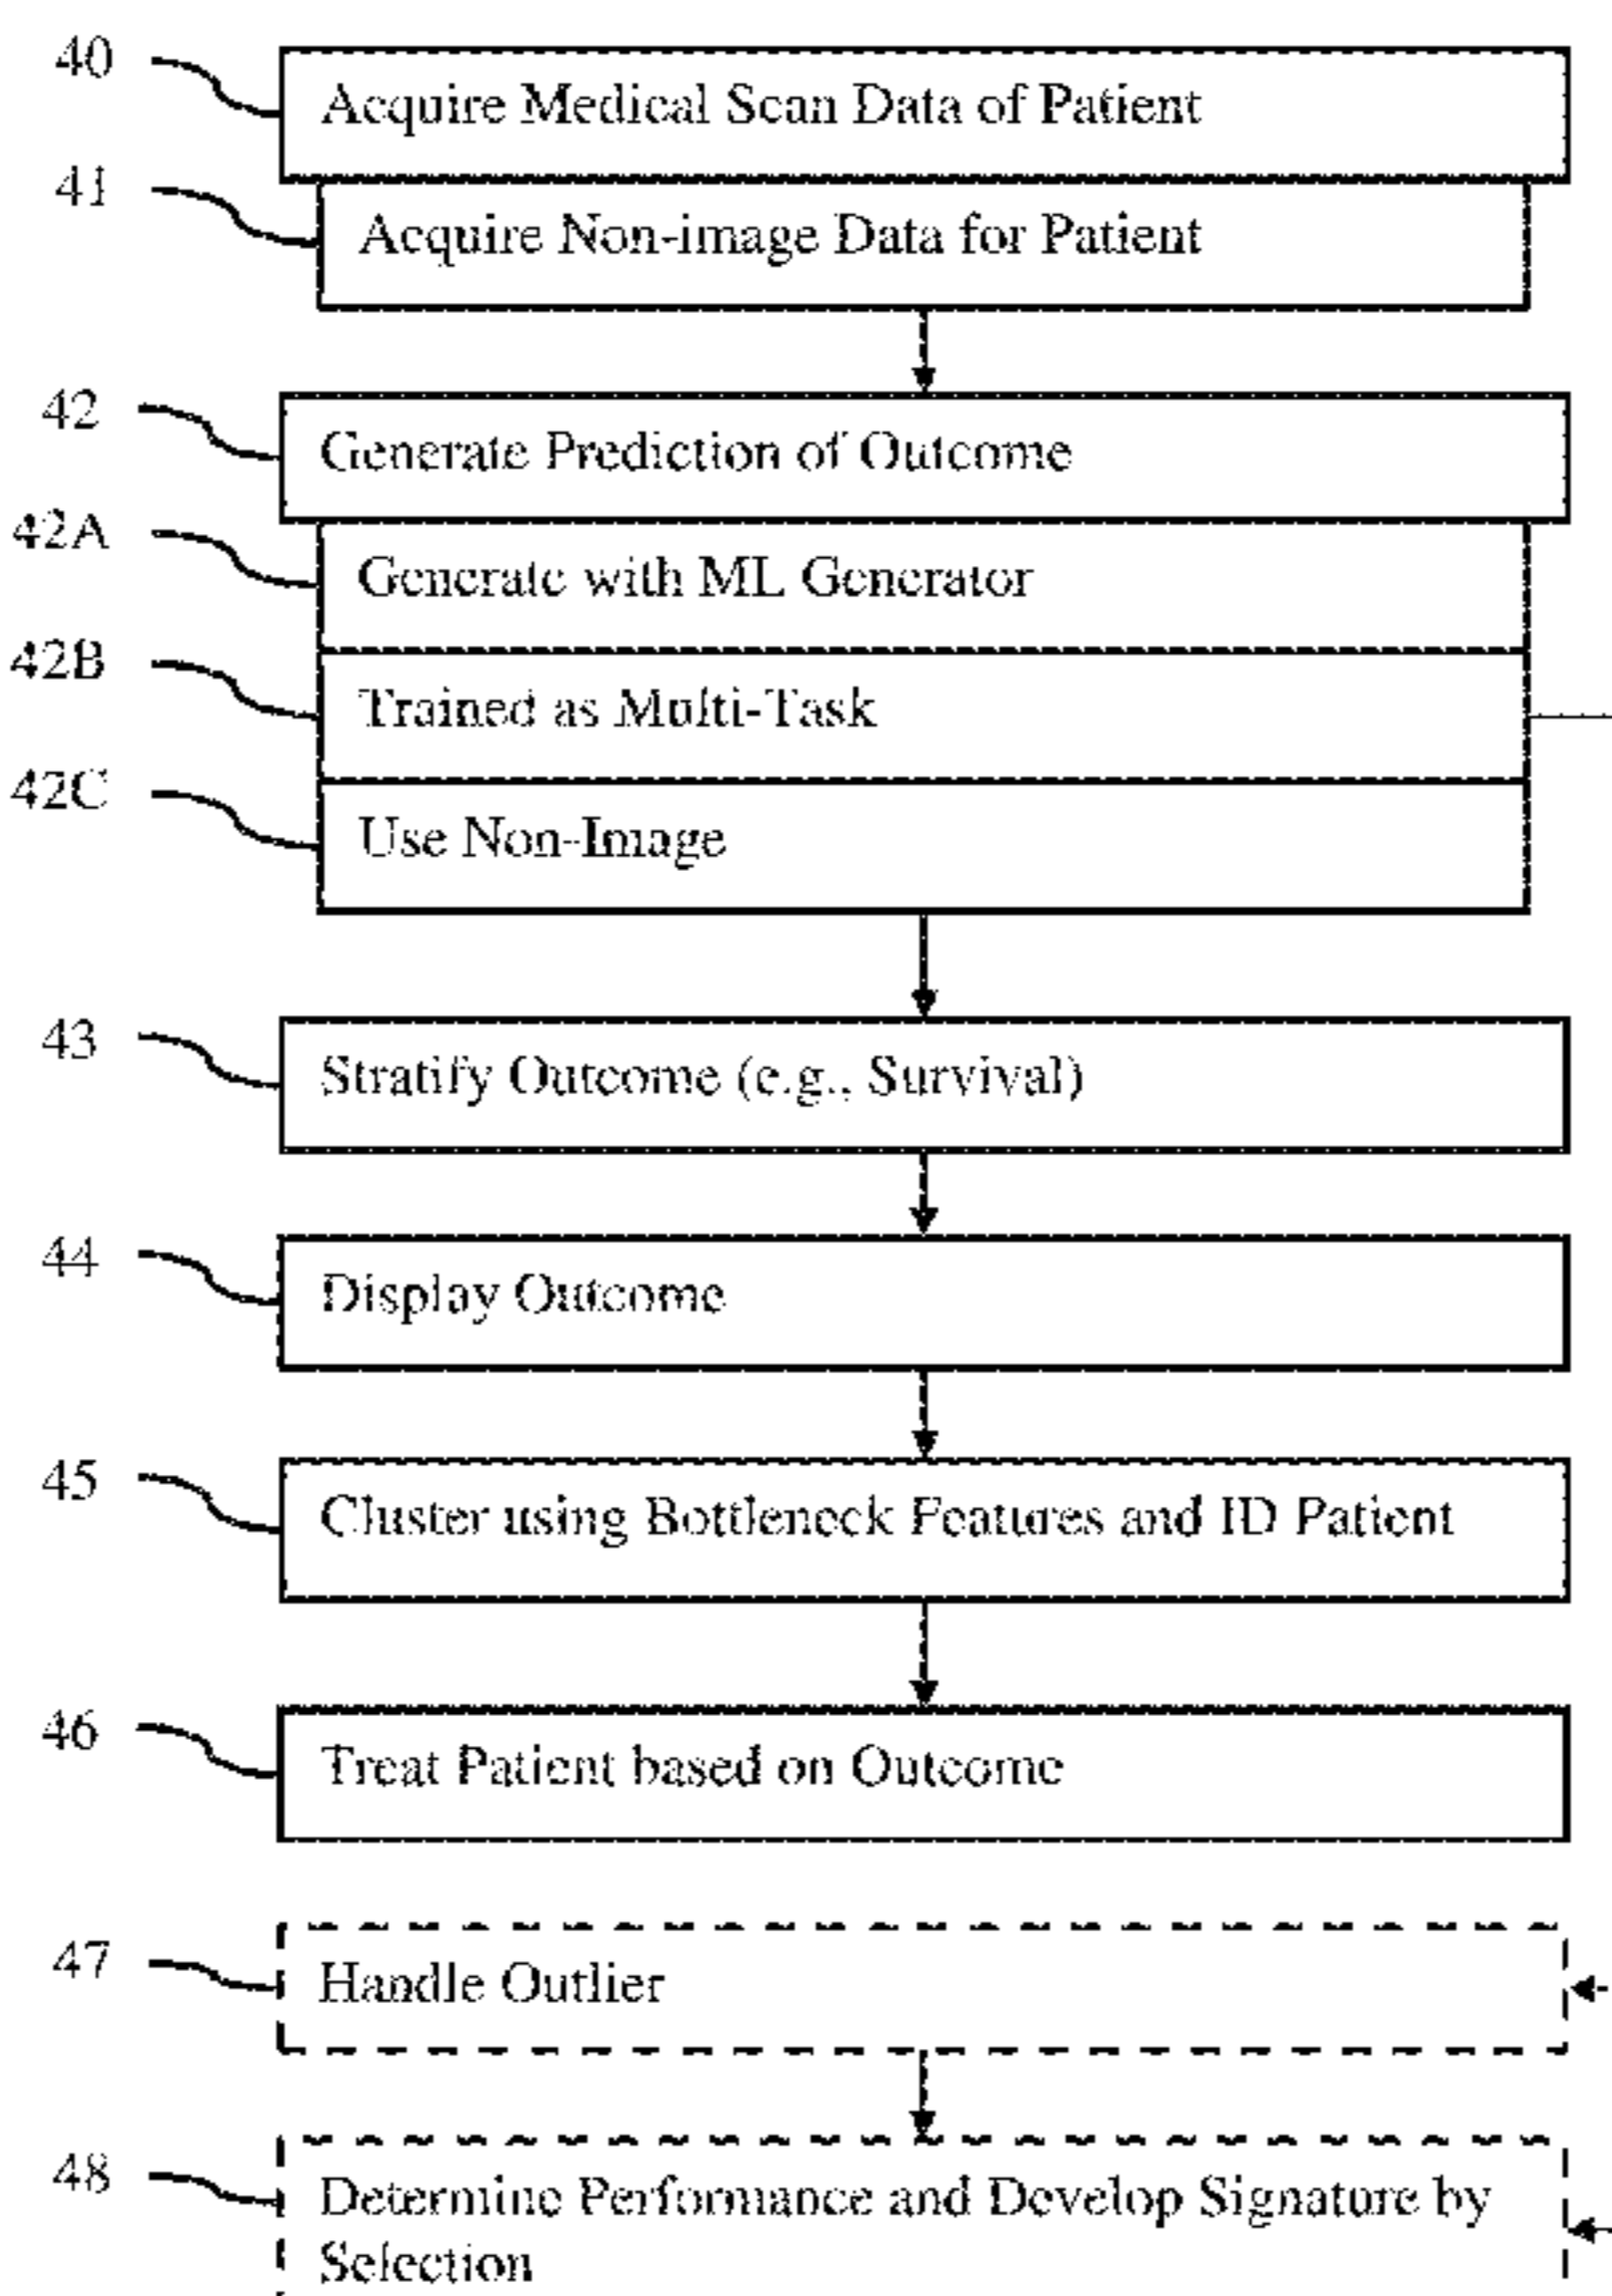 40
Acquire Medical Scan Data of Patient
41
Acquire Non-image Data for Patient
42
Generate Prediction of Outcome
42A
Generate with ML Generator
42B
Trained as Multi-Task
42C
Use Non-Image
43
Stratify Outcome (e.g., Survival)
44
Display Outcome
45
Cluster using Bottleneck Features and ID Patient
46
Treat Patient based on Outcome
47
Handle Outlier
48
Determine Performance and Develop Signature by
Selection